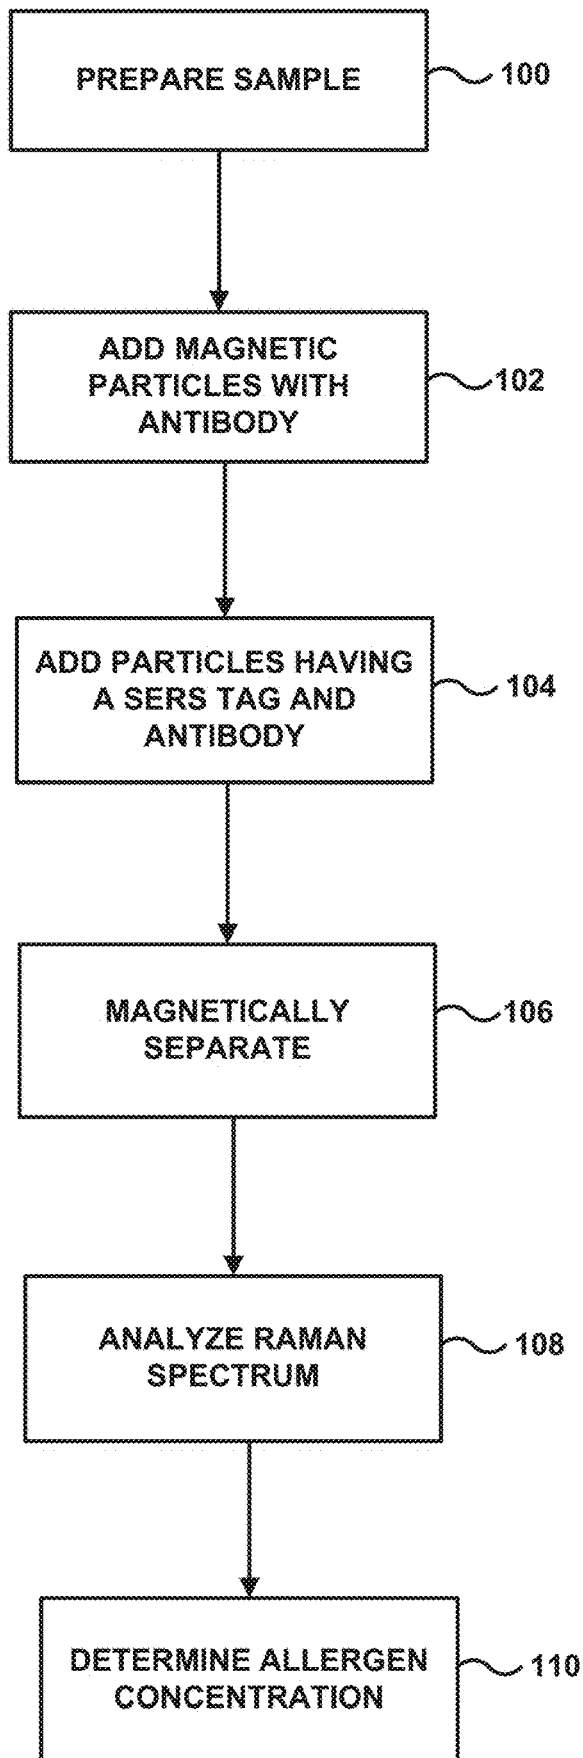 PREPARE SAMPLE
100
ADD MAGNETIC
PARTICLES WITH
ANTIBODY
102
ADD PARTICLES HAVING
A SERS TAG AND
ANTIBODY
104
MAGNETICALLY
SEPARATE
106
ANALYZE RAMAN
SPECTRUM
108
DETERMINE ALLERGEN
CONCENTRATION
110